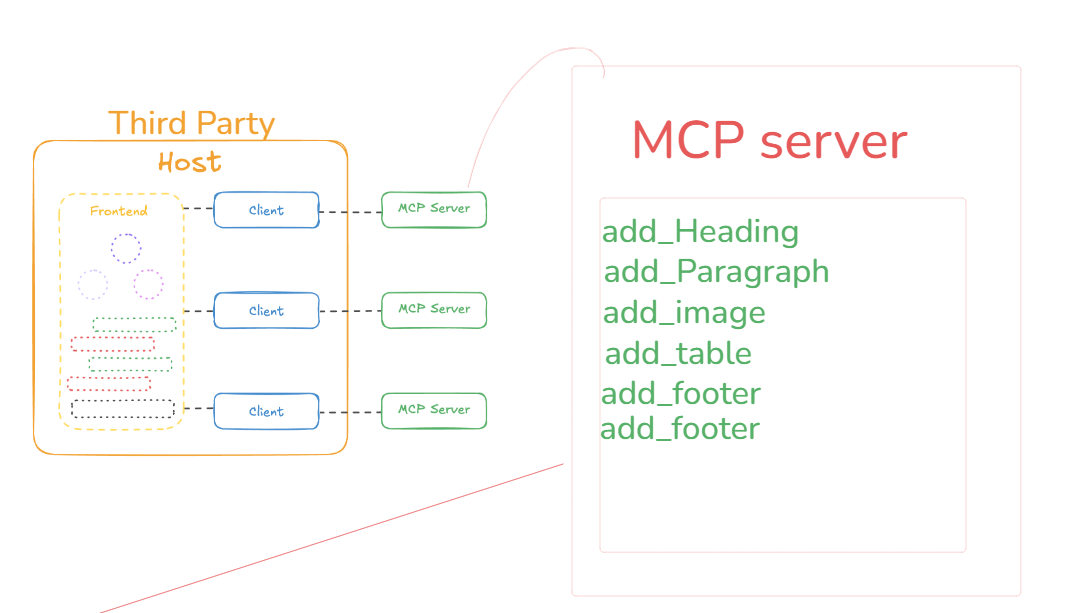 Third Party
Host
Frontend
Client
MCP Server
Client
MCP Server
Client
MCP Server
MCP server
add_Heading
add_Paragraph
add_image
add_table
add_footer
add_footer